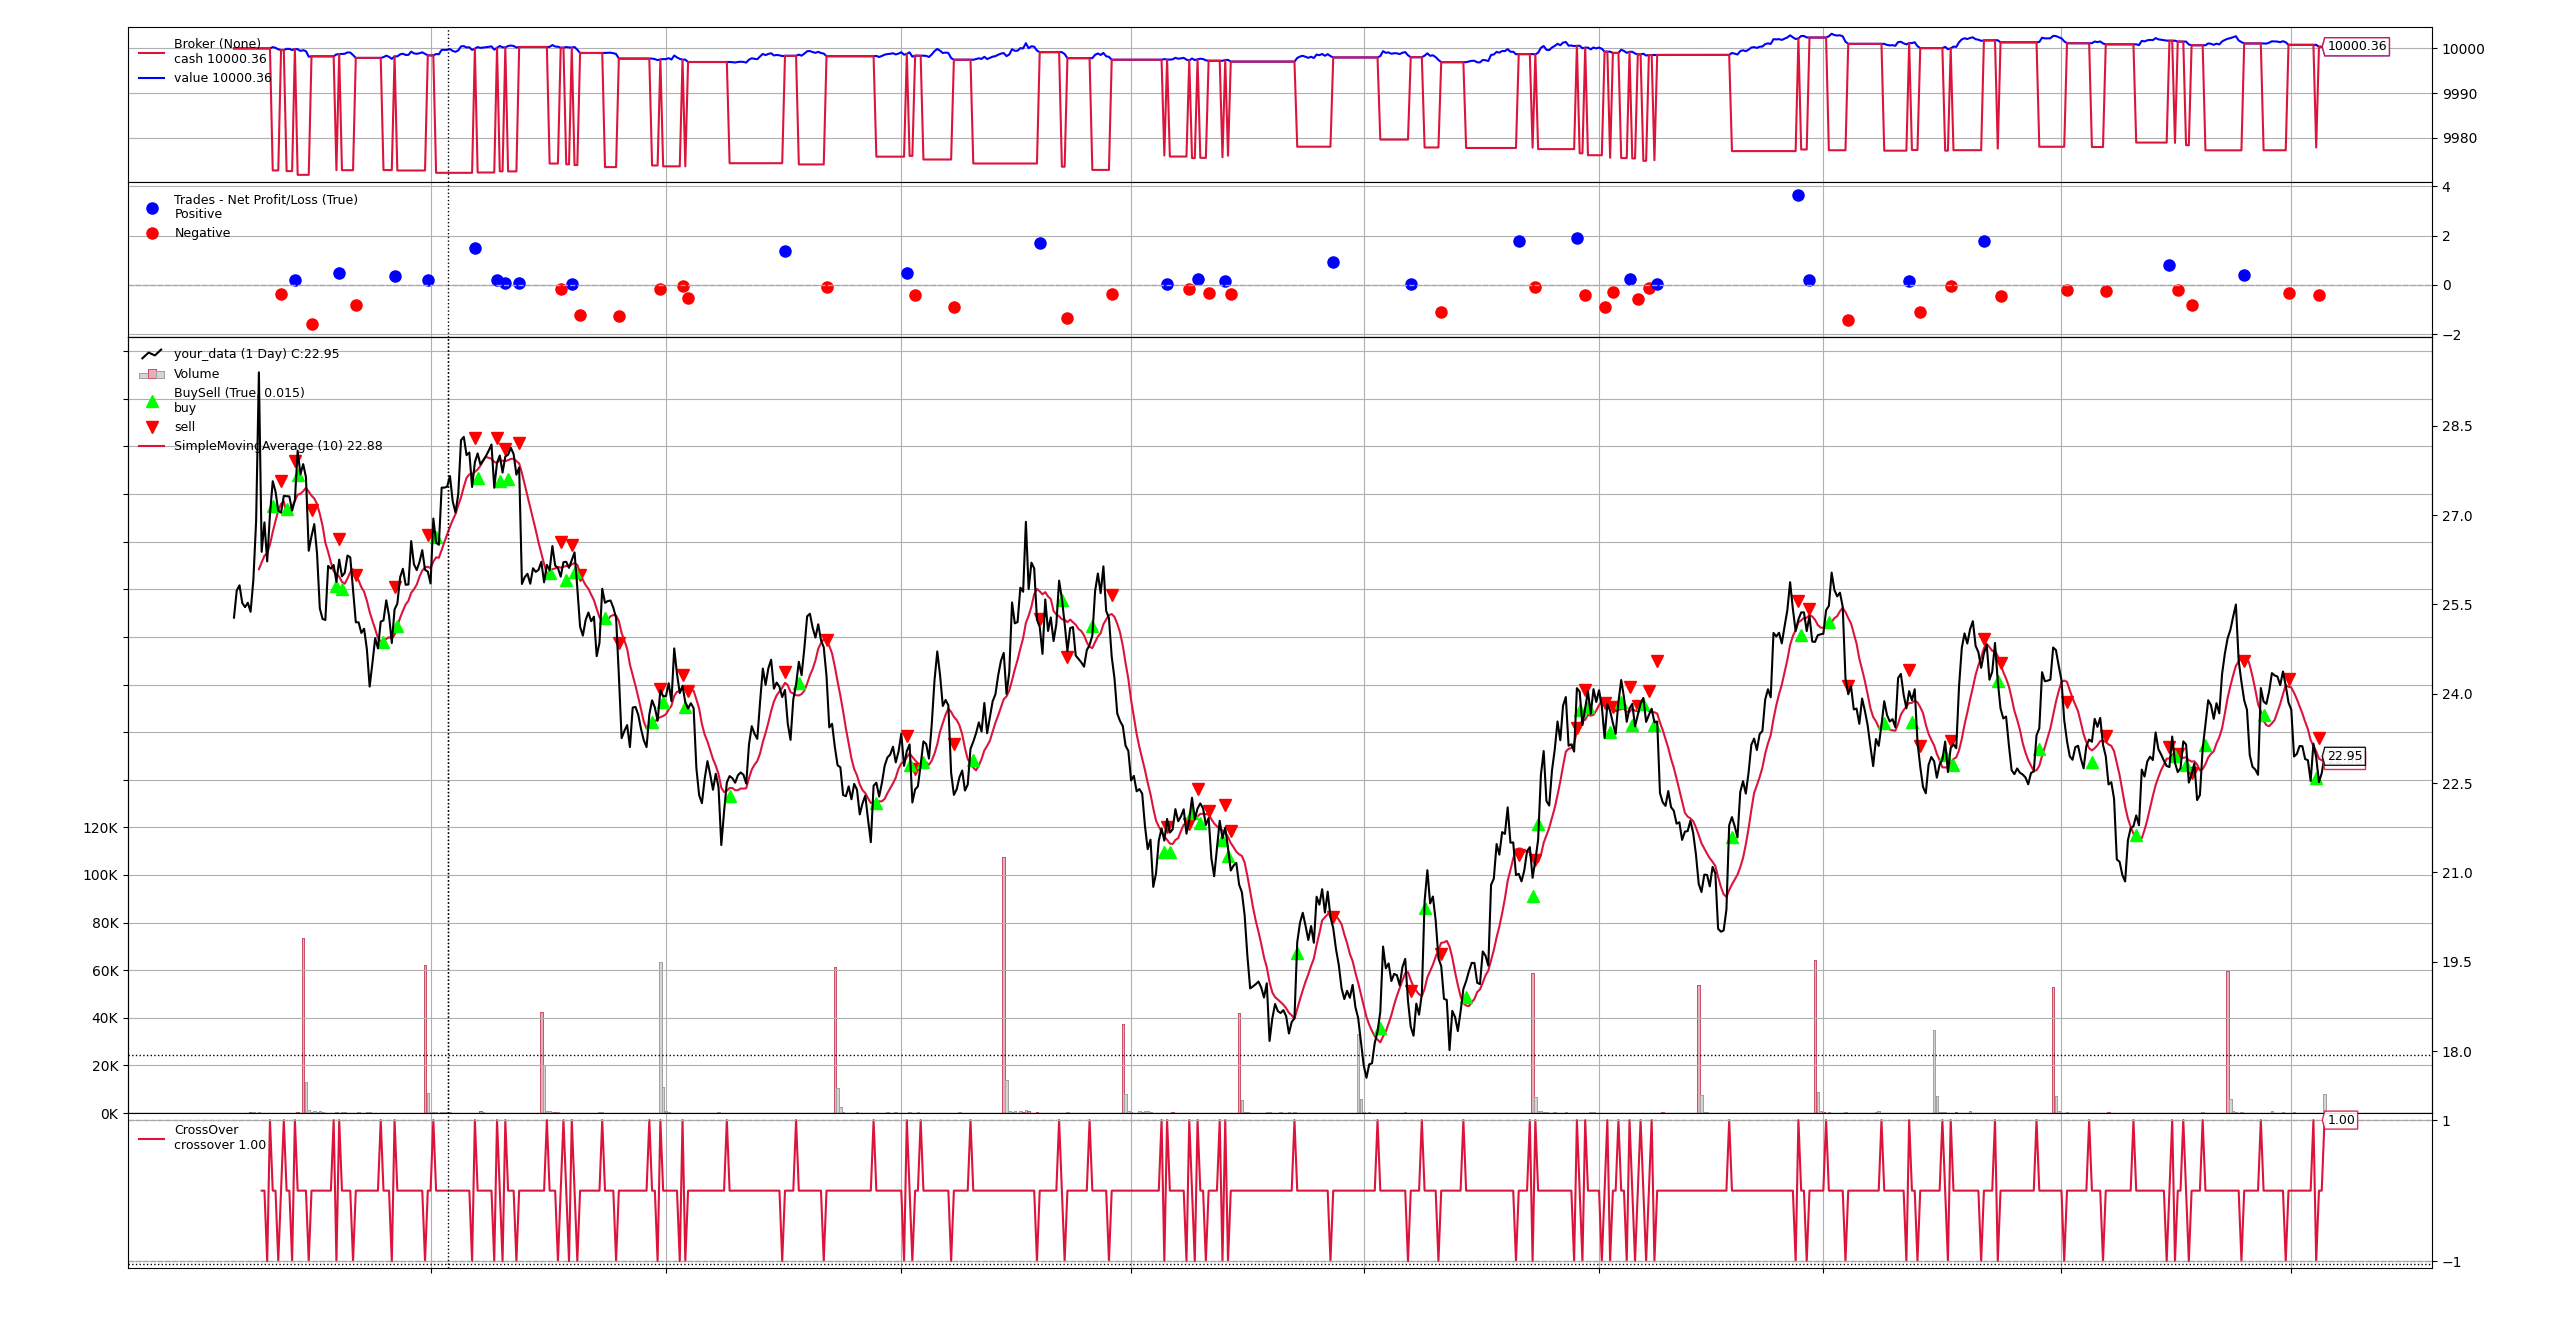 Broker (None)
cash 10000.36
value 10000.36
10000.36
10000
9990
9980
Trades - Net Profit/Loss (True)
Positive
Negative
4
2
0
−2
your_data (1 Day) C:22.95
Volume
BuySell (True, 0.015)
buy
sell
SimpleMovingAverage (10) 22.88
28.5
27.0
25.5
24.0
22.95
22.5
21.0
19.5
18.0
120K
100K
80K
60K
40K
20K
0K
CrossOver
crossover 1.00
1.00
1
−1